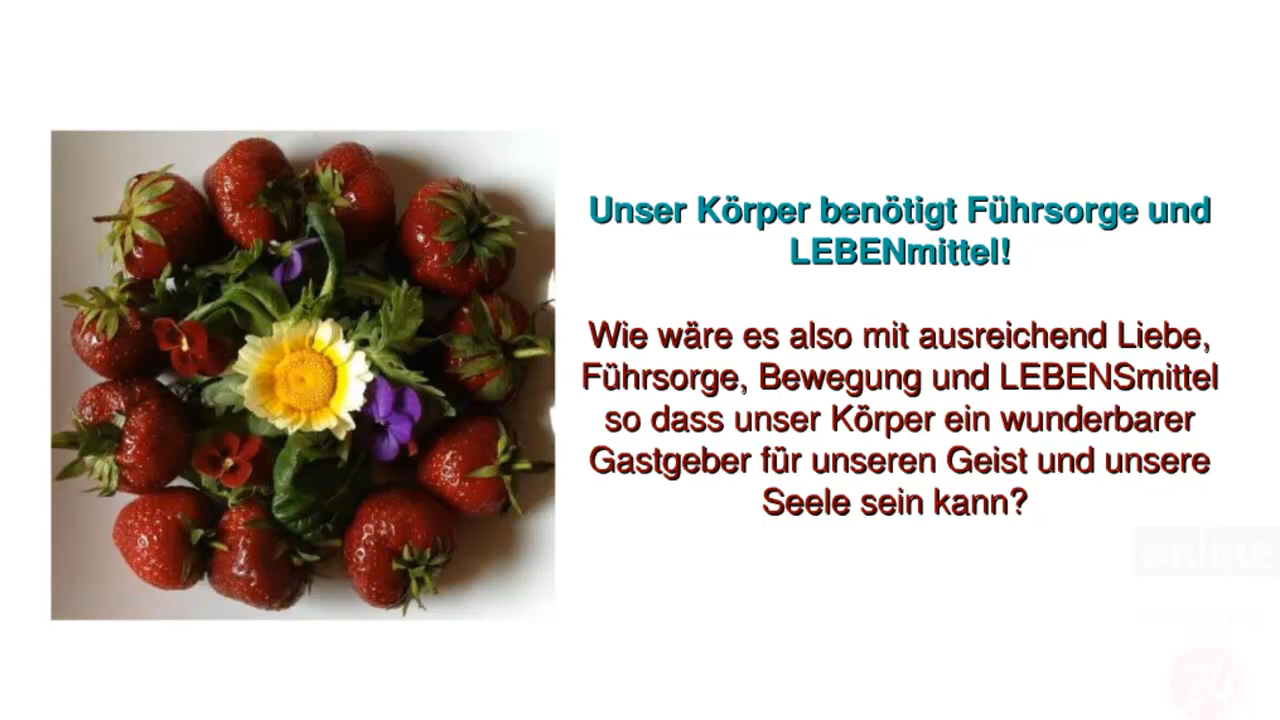 Unser Körper benötigt Führsorge und
LEBENmittel!
Wie wäre es also mit ausreichend Liebe,
Führsorge, Bewegung und LEBENSmittel
so dass unser Körper ein wunderbarer
Gastgeber für unseren Geist und unsere
Seele sein kann?
24